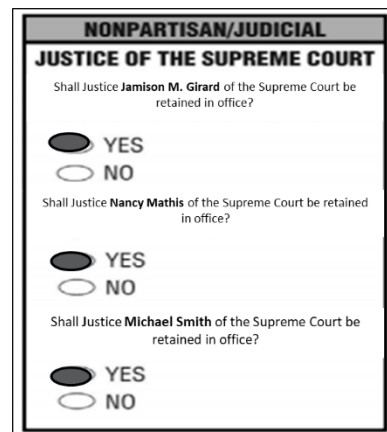 NONPARTISAN/JUDICIAL
JUSTICE OF THE SUPREME COURT
Shall Justice Jamison M. Girard of the Supreme Court be
retained in office?
YES
NO
Shall Justice Nancy Mathis of the Supreme Court be retained
in office?
YES
NO
Shall Justice Michael Smith of the Supreme Court be
retained in office?
YES
NO